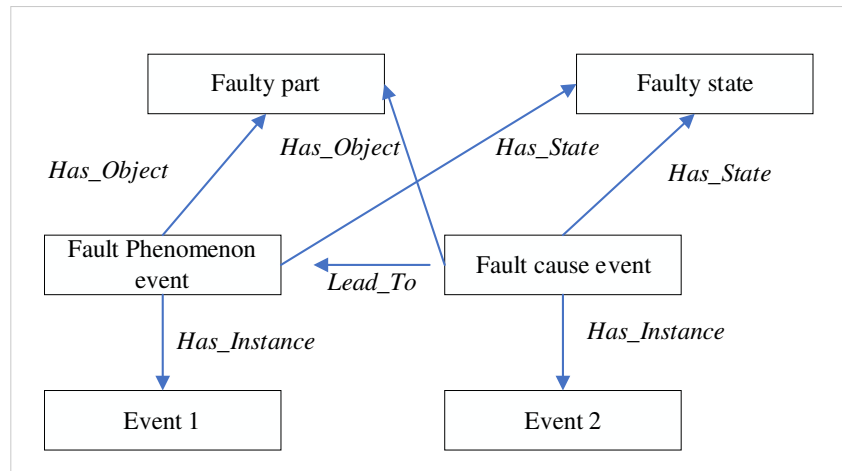 Faulty part
Faulty state
Has_Object
Has_State
Has_Object
Has_State
Fault Phenomenon
event
Fault cause event
Lead_To
Has_Instance
Has_Instance
Event 1
Event 2